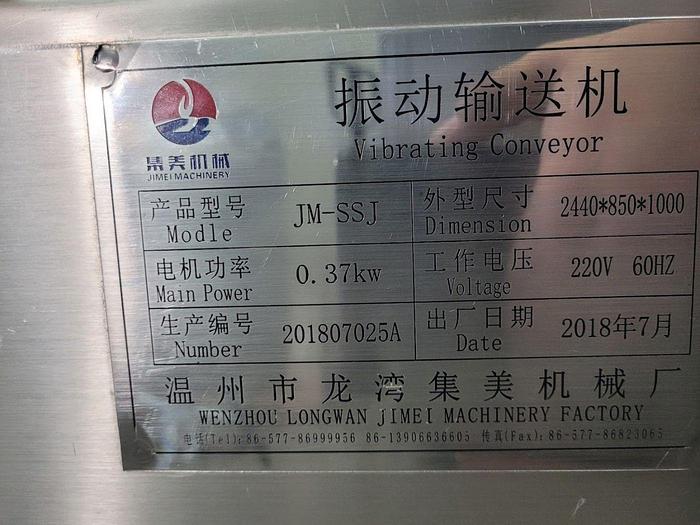 集美机械
JIMEI MACHINERY
振动输送机
Vibrating Conveyor
产品型号 JM-SSJ 外型尺寸 2440*850*1000
Modle Dimension
电机功率 0.37kw 工作电压 220V 60HZ
Main Power Voltage
生产编号 201807025A 出厂日期 2018年7月
Number Date
温州市龙湾集美机械厂
WENZHOU LONGWAN JIMEI MACHINERY FACTORY
电话(Tel):86-577-86999956 86-13906636605 传真(Fax):86-577-86823065